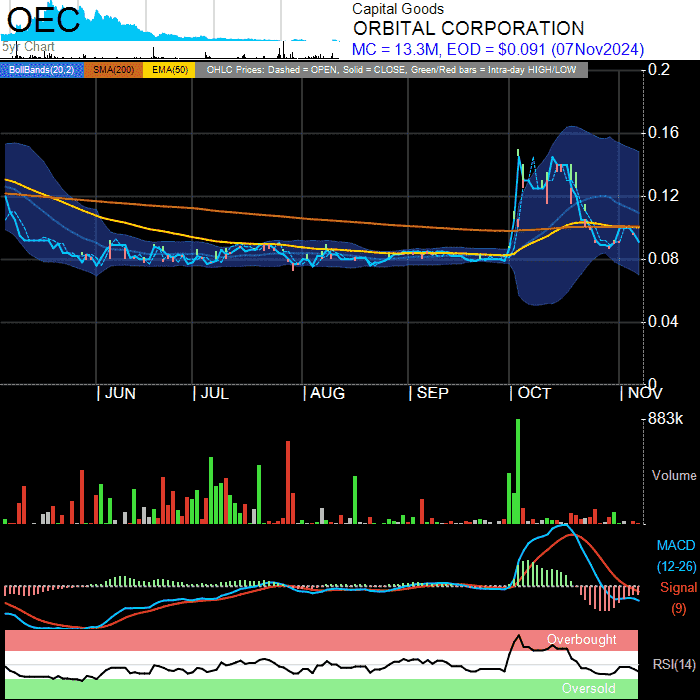 OEC
5yr Chart
Capital Goods
ORBITAL CORPORATION
MC = 13.3M, EOD = $0.091 (07Nov2024)
BollBands(20,2) SMA(200) EMA(50) OHLC Prices: Dashed = OPEN, Solid = CLOSE, Green/Red bars = Intra-day HIGH/LOW
0.2
0.16
0.12
0.08
0.04
0
JUN JUL AUG SEP OCT NOV
883k
Volume
MACD
(12-26)
Signal
(9)
Overbought
RSI(14)
Oversold